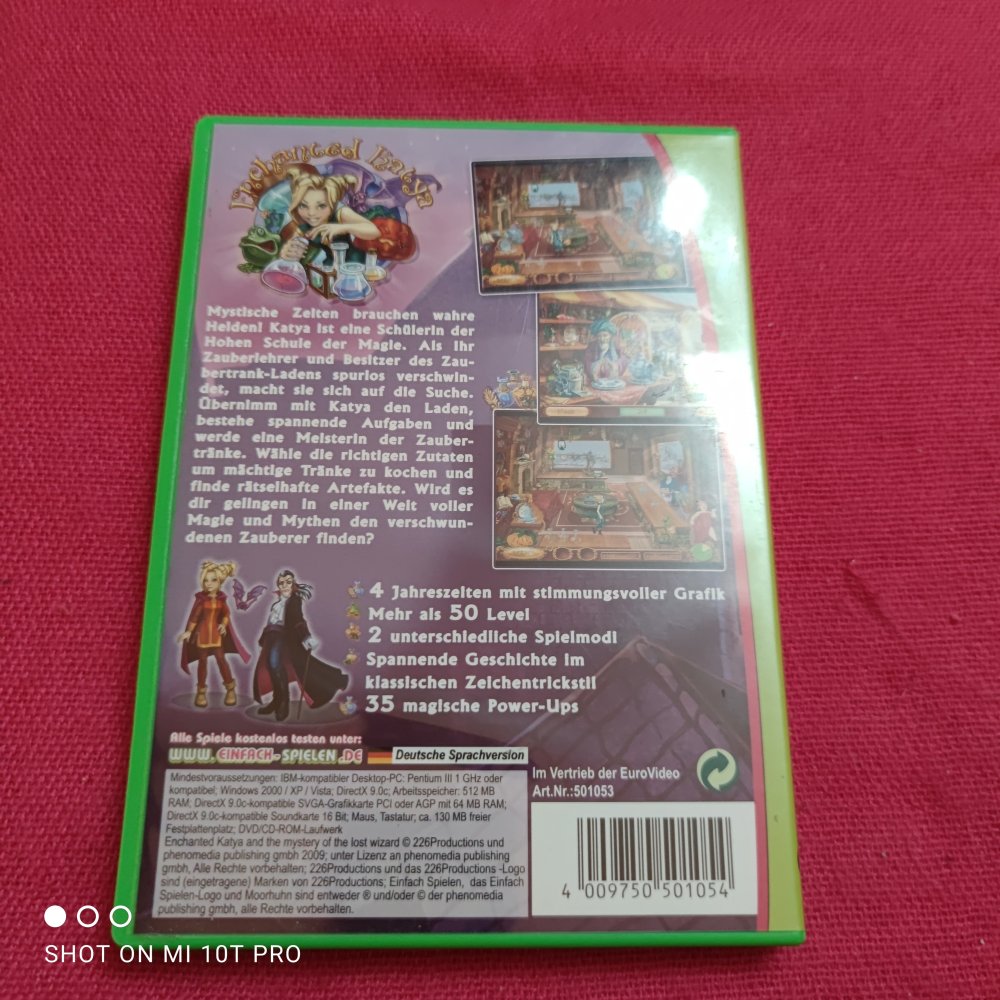 Enchanted Katya
Mystische Zeiten brauchen wahre
Helden! Katya ist eine Schülerin der
Hohen Schule der Magie. Als ihr
Zauberlehrer und Besitzer des Zau-
bertrank-Ladens spurlos verschwin-
det, macht sie sich auf die Suche.
Übernimm mit Katya den Laden,
bestehe spannende Aufgaben und
werde eine Meisterin der Zauber-
tränke. Wähle die richtigen Zutaten
um mächtige Tränke zu kochen und
finde rätselhafte Artefakte. Wird es
dir gelingen in einer Welt voller
Magie und Mythen den verschwun-
denen Zauberer finden?
4 Jahreszeiten mit stimmungsvoller Grafik
Mehr als 50 Level
2 unterschiedliche Spielmodi
Spannende Geschichte im
klassischen Zeichentrickstil
35 magische Power-Ups
Alle Spiele kostenlos testen unter:
WWW.EINFACH-SPIELEN.DE
Deutsche Sprachversion
Mindestvoraussetzungen: IBM-kompatibler Desktop-PC: Pentium III 1 GHz oder
kompatibel; Windows 2000 / XP / Vista; DirectX 9.0c; Arbeitsspeicher: 512 MB
RAM; DirectX 9.0c-kompatible SVGA-Grafikkarte PCI oder AGP mit 64 MB RAM;
DirectX 9.0c-kompatible Soundkarte 16 Bit; Maus, Tastatur; ca. 130 MB freier
Festplattenplatz; DVD/CD-ROM-Laufwerk
Enchanted Katya and the mystery of the lost wizard © 226Productions und
phenomedia publishing gmbh 2009; unter Lizenz an phenomedia publishing
gmbh, Alle Rechte vorbehalten; 226Productions und das 226Productions -Logo
sind (eingetragene) Marken von 226Productions; Einfach Spielen, das Einfach
Spielen-Logo und Moorhuhn sind entweder ® und/oder © der phenomedia
publishing gmbh, alle Rechte vorbehalten.
Im Vertrieb der EuroVideo
Art.Nr.:501053
4 009750 501054
SHOT ON MI 10T PRO